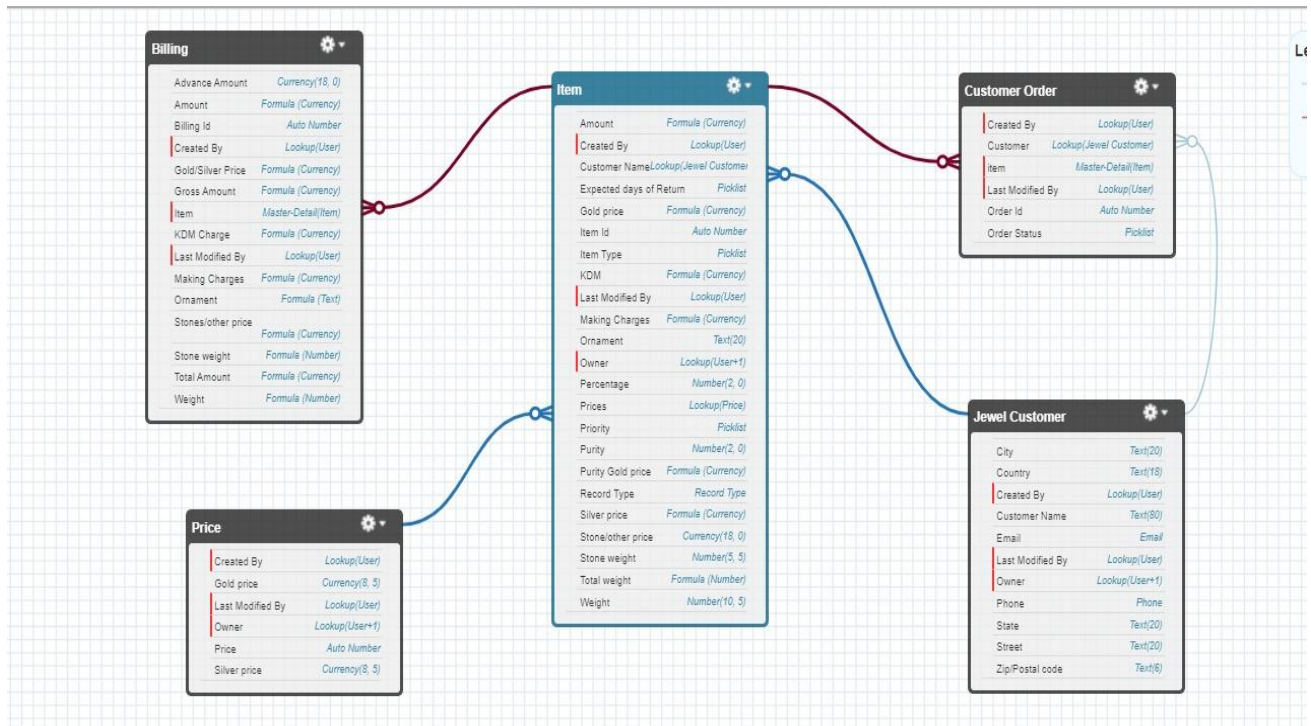 Billing
Advance Amount Currency(18, 0)
Amount Formula (Currency)
Billing Id Auto Number
Created By Lookup(User)
Gold/Silver Price Formula (Currency)
Gross Amount Formula (Currency)
Item Master-Detail(Item)
KDM Charge Formula (Currency)
Last Modified By Lookup(User)
Making Charges Formula (Currency)
Ornament Formula (Text)
Stones/other price
Formula (Currency)
Stone weight Formula (Number)
Total Amount Formula (Currency)
Weight Formula (Number)
Price
Created By Lookup(User)
Gold price Currency(8, 5)
Last Modified By Lookup(User)
Owner Lookup(User+1)
Price Auto Number
Silver price Currency(8, 5)
Item
Amount Formula (Currency)
Created By Lookup(User)
Customer Name Lookup(Jewel Customer
Expected days of Return Picklist
Gold price Formula (Currency)
Item Id Auto Number
Item Type Picklist
KDM Formula (Currency)
Last Modified By Lookup(User)
Making Charges Formula (Currency)
Ornament Text(20)
Owner Lookup(User+1)
Percentage Number(2, 0)
Prices Lookup(Price)
Priority Picklist
Purity Number(2, 0)
Purity Gold price Formula (Currency)
Record Type Record Type
Silver price Formula (Currency)
Stone/other price Currency(18, 0)
Stone weight Number(5, 5)
Total weight Formula (Number)
Weight Number(10, 5)
Customer Order
Created By Lookup(User)
Customer Lookup(Jewel Customer)
item Master-Detail(Item)
Last Modified By Lookup(User)
Order Id Auto Number
Order Status Picklist
Jewel Customer
City Text(20)
Country Text(18)
Created By Lookup(User)
Customer Name Text(80)
Email Email
Last Modified By Lookup(User)
Owner Lookup(User+1)
Phone Phone
State Text(20)
Street Text(20)
Zip/Postal code Text(6)
Le